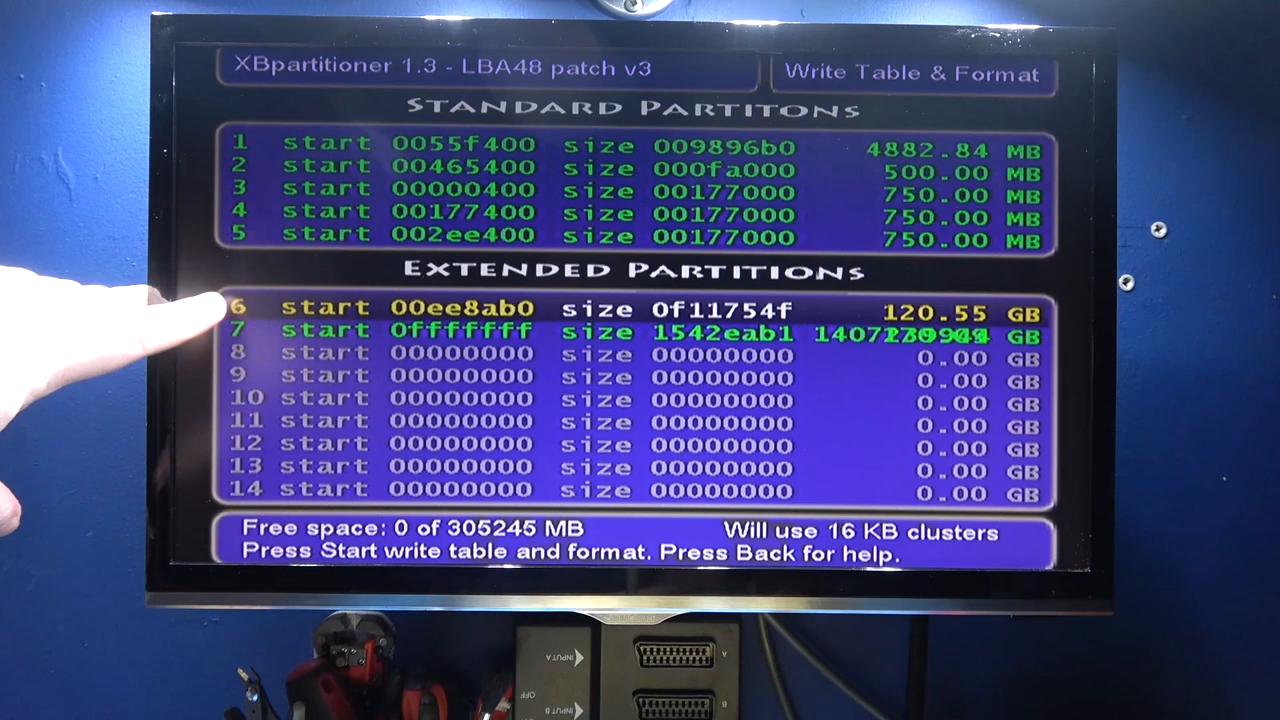 XBpartitioner 1.3 - LBA48 patch v3
Write Table & Format
STANDARD PARTITONS
1 start 0055f400 size 009896b0 4882.84 MB
2 start 00465400 size 000fa000 500.00 MB
3 start 00000400 size 00177000 750.00 MB
4 start 00177400 size 00177000 750.00 MB
5 start 002ee400 size 00177000 750.00 MB
EXTENDED PARTITIONS
6 start 00ee8ab0 size 0f11754f 120.55 GB
7 start 0fffffff size 1542eab1 GB
8 start 00000000 size 00000000 0.00 GB
9 start 00000000 size 00000000 0.00 GB
10 start 00000000 size 00000000 0.00 GB
11 start 00000000 size 00000000 0.00 GB
12 start 00000000 size 00000000 0.00 GB
13 start 00000000 size 00000000 0.00 GB
14 start 00000000 size 00000000 0.00 GB
Free space: 0 of 305245 MB
Will use 16 KB clusters
Press Start write table and format. Press Back for help.
INPUT A
A
OFF
INPUT B
B